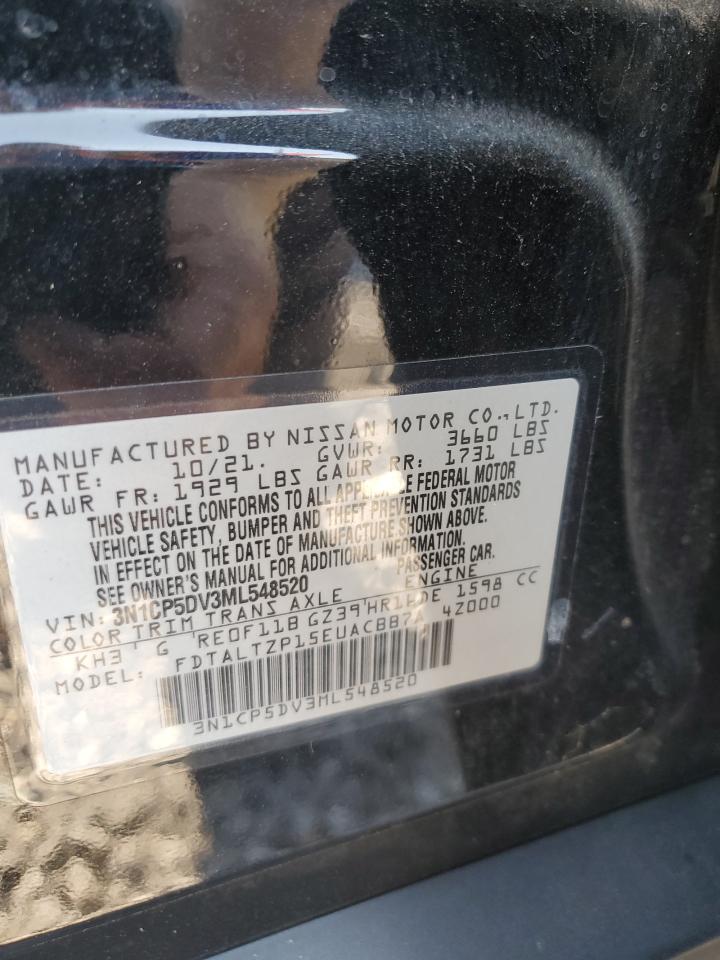 MANUFACTURED BY NISSAN MOTOR CO., LTD.
DATE: 10/21. GVWR: 3660 LBS
GAWR FR: 1929 LBS GAWR RR: 1731 LBS
THIS VEHICLE CONFORMS TO ALL APPLICABLE FEDERAL MOTOR
VEHICLE SAFETY, BUMPER AND THEFT PREVENTION STANDARDS
IN EFFECT ON THE DATE OF MANUFACTURE SHOWN ABOVE.
SEE OWNER'S MANUAL FOR ADDITIONAL INFORMATION.
VIN: 3N1CP5DV3ML548520 PASSENGER CAR.
COLOR TRIM TRANS AXLE ENGINE
KH3 G RE0F11B GZ39 HR16DE 1598 CC
MODEL: FDTALTZP15EUACBB7A 4Z000
3N1CP5DV3ML548520